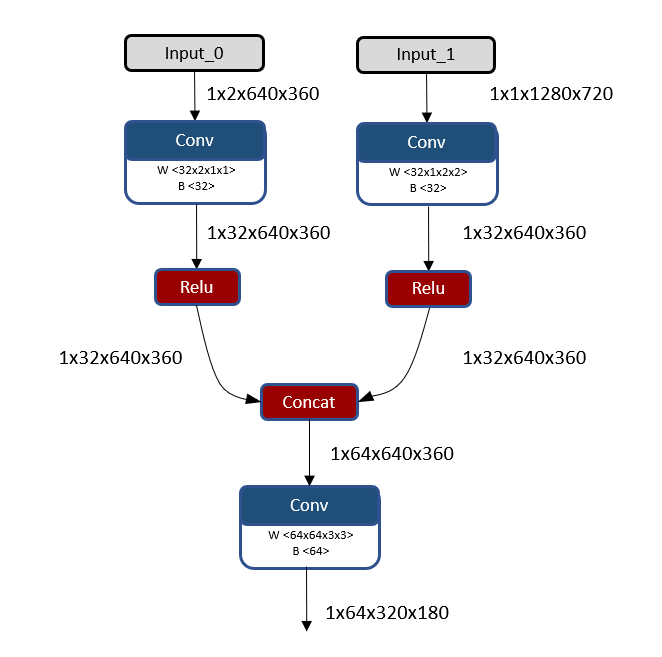 Input_0
Input_1
1x2x640x360
1x1x1280x720
Conv
W <32x2x1x1>
B <32>
Conv
W <32x1x2x2>
B <32>
1x32x640x360
1x32x640x360
Relu
Relu
1x32x640x360
1x32x640x360
Concat
1x64x640x360
Conv
W <64x64x3x3>
B <64>
1x64x320x180